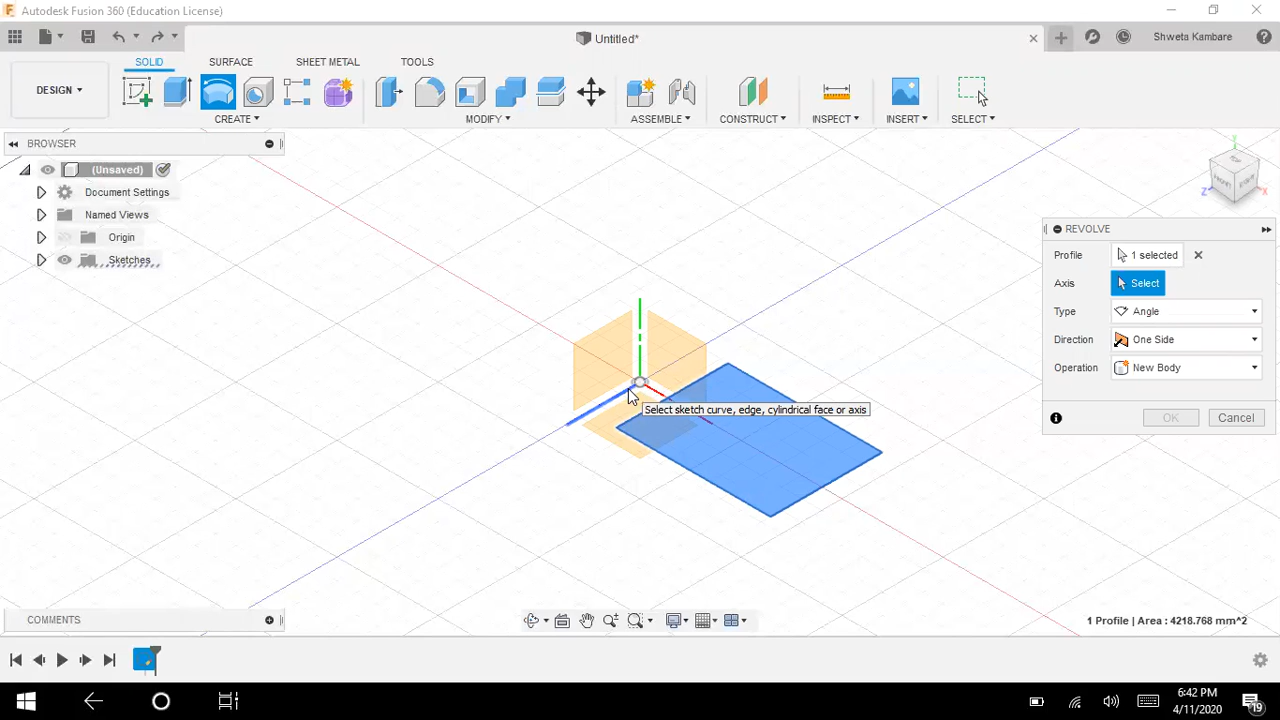 Autodesk Fusion 360 (Education License)
Untitled*
Shweta Kambare
SOLID SURFACE SHEET METAL TOOLS
DESIGN
CREATE MODIFY ASSEMBLE CONSTRUCT INSPECT INSERT SELECT
BROWSER
(Unsaved)
Document Settings
Named Views
Origin
Sketches
Z
X
REVOLVE
Profile 1 selected
Axis Select
Type Angle
Direction One Side
Operation New Body
OK Cancel
Select sketch curve, edge, cylindrical face or axis
COMMENTS
1 Profile | Area : 4218.768 mm^2
6:42 PM
4/11/2020
19